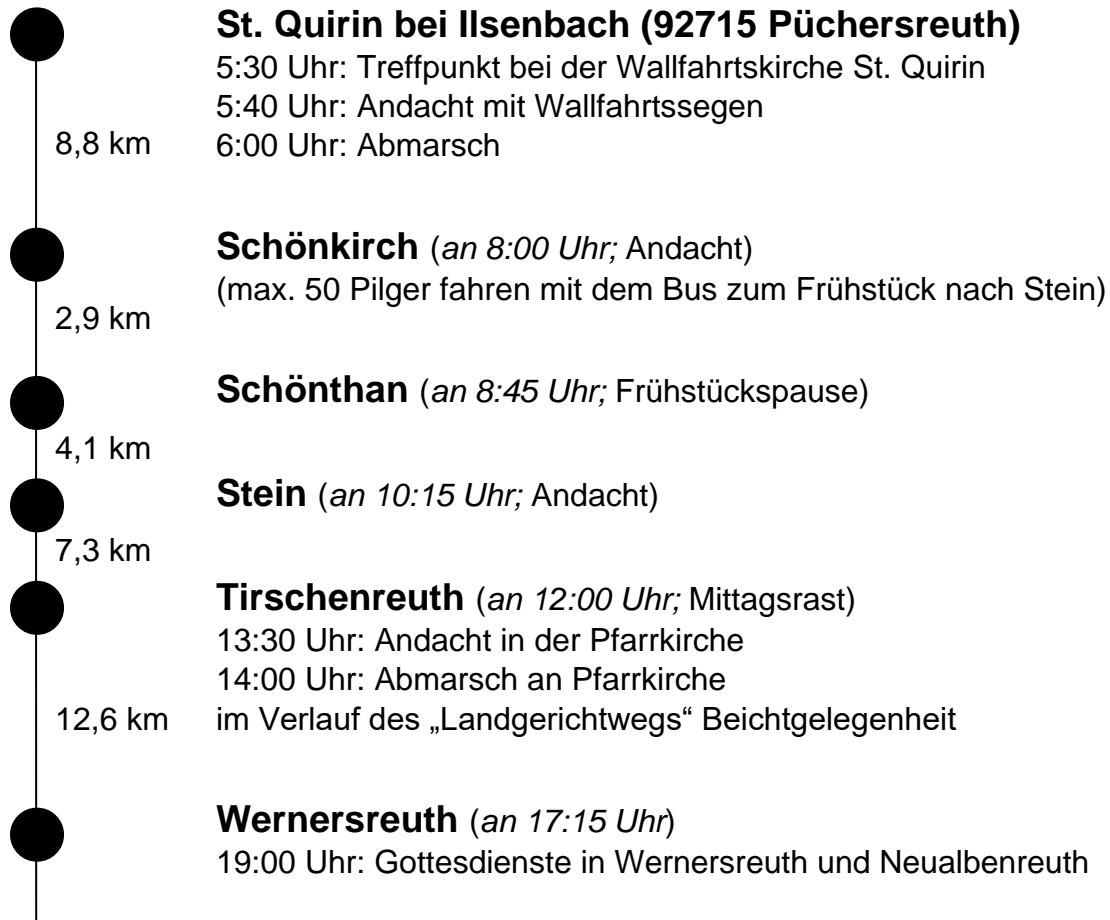 St. Quirin bei Ilsenbach (92715 Püchersreuth)
5:30 Uhr: Treffpunkt bei der Wallfahrtskirche St. Quirin
5:40 Uhr: Andacht mit Wallfahrtssegen
8,8 km
6:00 Uhr: Abmarsch
Schönkirch (an 8:00 Uhr; Andacht)
(max. 50 Pilger fahren mit dem Bus zum Frühstück nach Stein)
2,9 km
Schönthan (an 8:45 Uhr; Frühstückspause)
4,1 km
Stein (an 10:15 Uhr; Andacht)
7,3 km
Tirschenreuth (an 12:00 Uhr; Mittagsrast)
13:30 Uhr: Andacht in der Pfarrkirche
14:00 Uhr: Abmarsch an Pfarrkirche
12,6 km
im Verlauf des „Landgerichtwegs“ Beichtgelegenheit
Wernersreuth (an 17:15 Uhr)
19:00 Uhr: Gottesdienste in Wernersreuth und Neualbenreuth